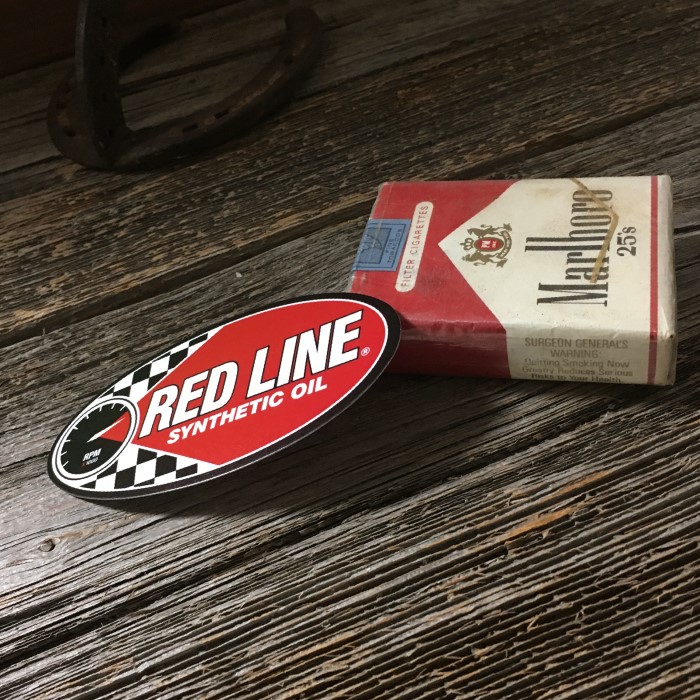 RED LINE®
SYNTHETIC OIL
RPM
X1000
FILTER CIGARETTES
Marlboro
25's
SURGEON GENERAL'S
WARNING:
Quitting Smoking Now
Greatly Reduces Serious
Risks to Your Health.